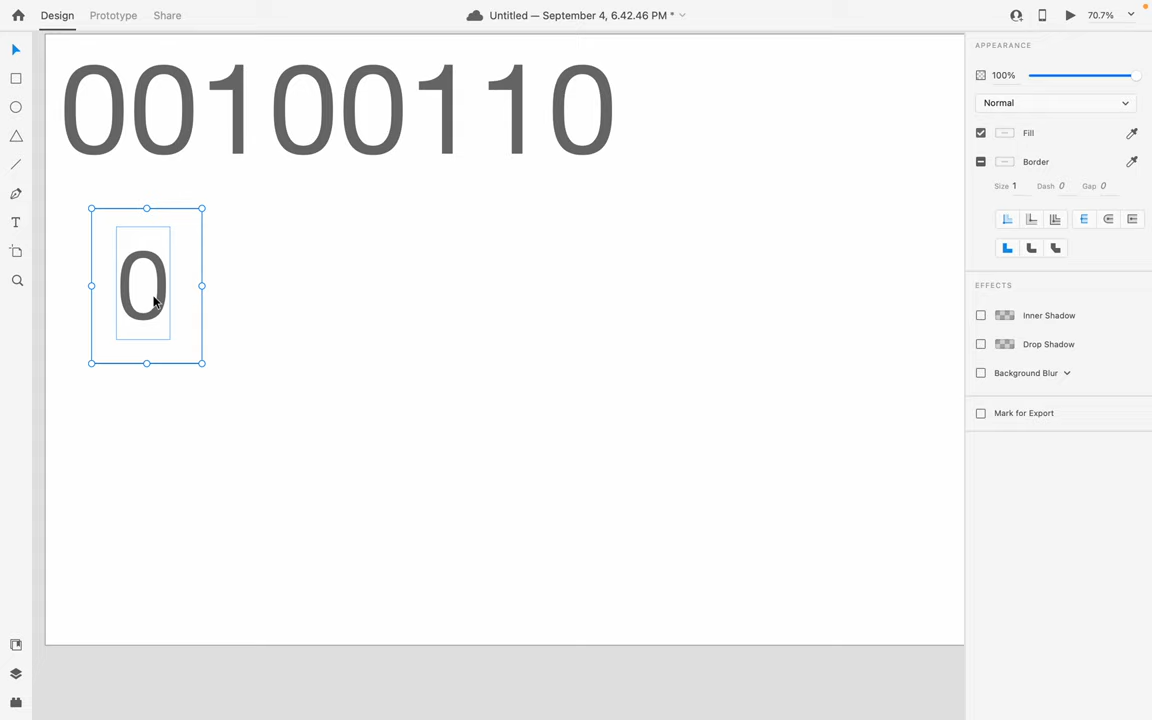 Design Prototype Share Untitled — September 4, 6.42.46 PM * 70.7%
00100110
0
APPEARANCE
100%
Normal
Fill
Border
Size 1 Dash 0 Gap 0
EFFECTS
Inner Shadow
Drop Shadow
Background Blur
Mark for Export